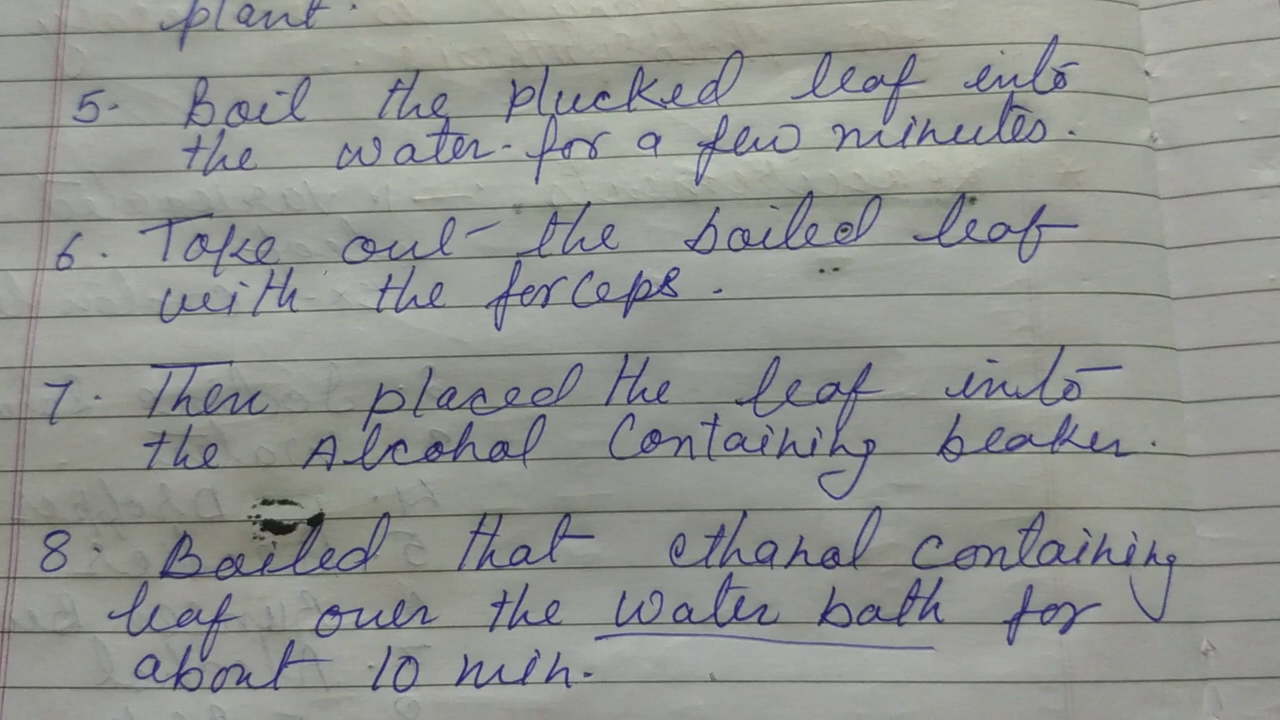 plant.
5. Boil the plucked leaf into
the water for a few minutes.
6. Take out the boiled leaf
with the forceps.
7. Then placed the leaf into
the Alcohal Containing beaker.
8. Boiled that ethanal containing
leaf over the water bath for
about 10 min.